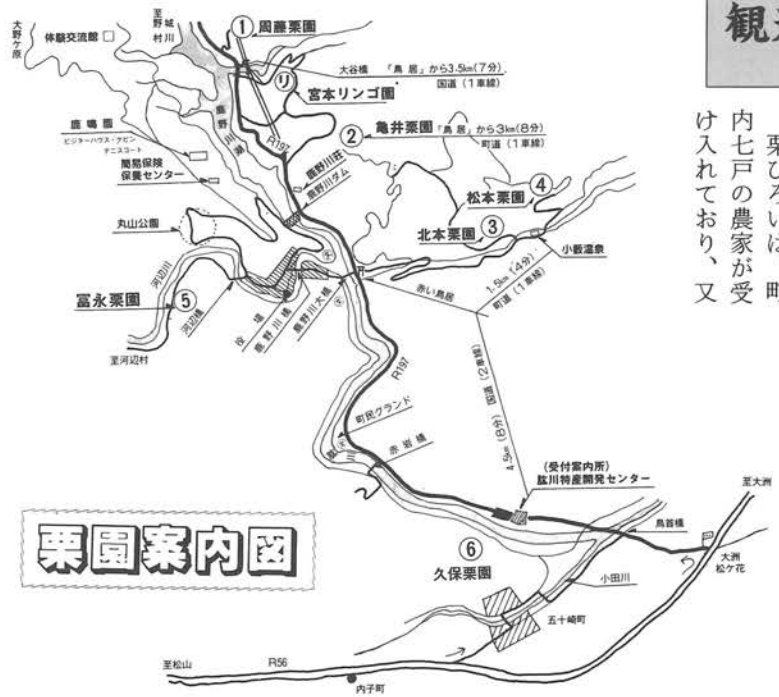 至野村
城川
大野ケ原
体験交流館
①周藤栗園
大谷橋 「鳥居」から3.5km(7分)
国道(1車線)
㋷
宮本リンゴ園
鹿野川湖
R197
②亀井栗園「鳥居」から3km(8分)
町道(1車線)
鹿鳴園
ビジターハウス・ケビン
テニスコート
簡易保険
保養センター
鹿野川荘
鹿野川ダム
松本栗園④
北本栗園③
小藪温泉
丸山公園
河辺川
冨永栗園⑤
河辺橋
役場
鹿野川橋
鹿野川大橋
赤い鳥居
1.5km(4分)
町道(1車線)
至河辺村
R197
4.5km(8分) 国道(2車線)
町民グランド
赤岩橋
肱川
(受付案内所)
肱川特産開発センター
至大洲
鳥首橋
大洲
松ケ花
⑥
久保栗園
小田川
五十崎町
至松山
R56
内子町
栗園案内図
栗ひろいは、町
内七戸の農家が受
け入れており、又